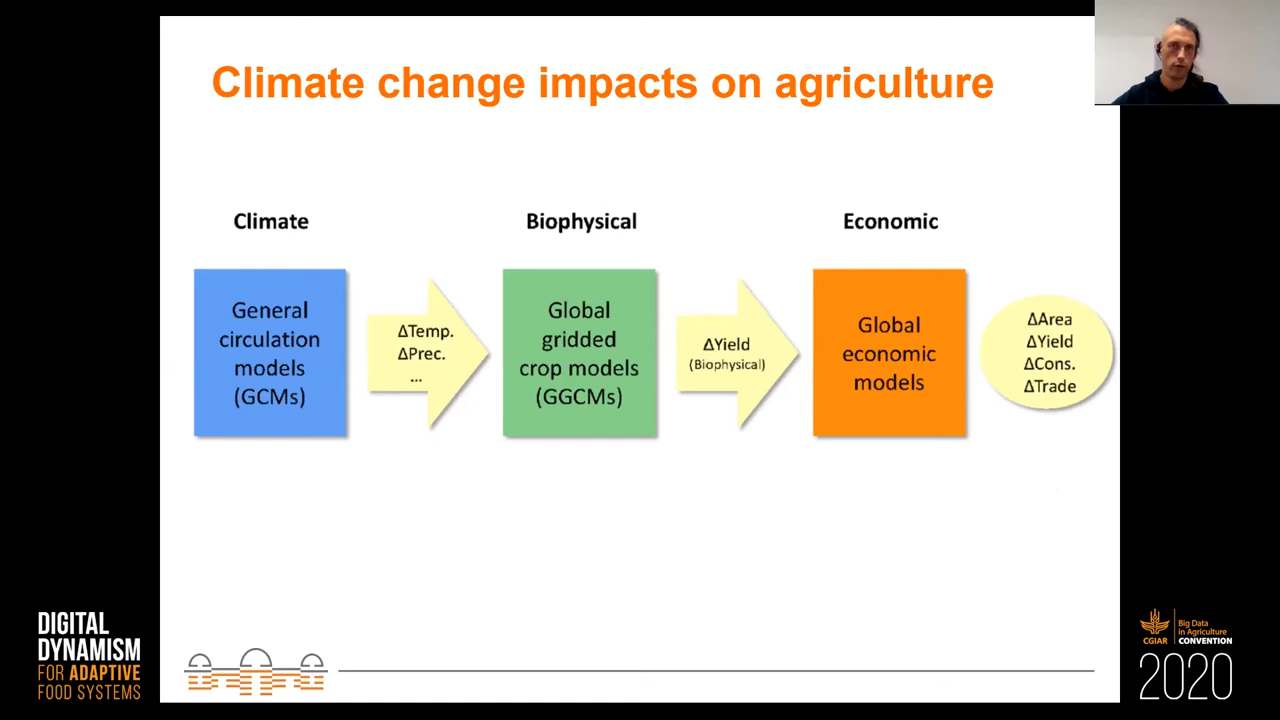 Climate change impacts on agriculture
Climate
Biophysical
Economic
General
circulation
models
(GCMs)
ΔTemp.
ΔPrec.
...
Global
gridded
crop models
(GGCMs)
ΔYield
(Biophysical)
Global
economic
models
ΔArea
ΔYield
ΔCons.
ΔTrade
DIGITAL
DYNAMISM
FOR ADAPTIVE
FOOD SYSTEMS
CGIAR
Big Data
in Agriculture
CONVENTION
2020